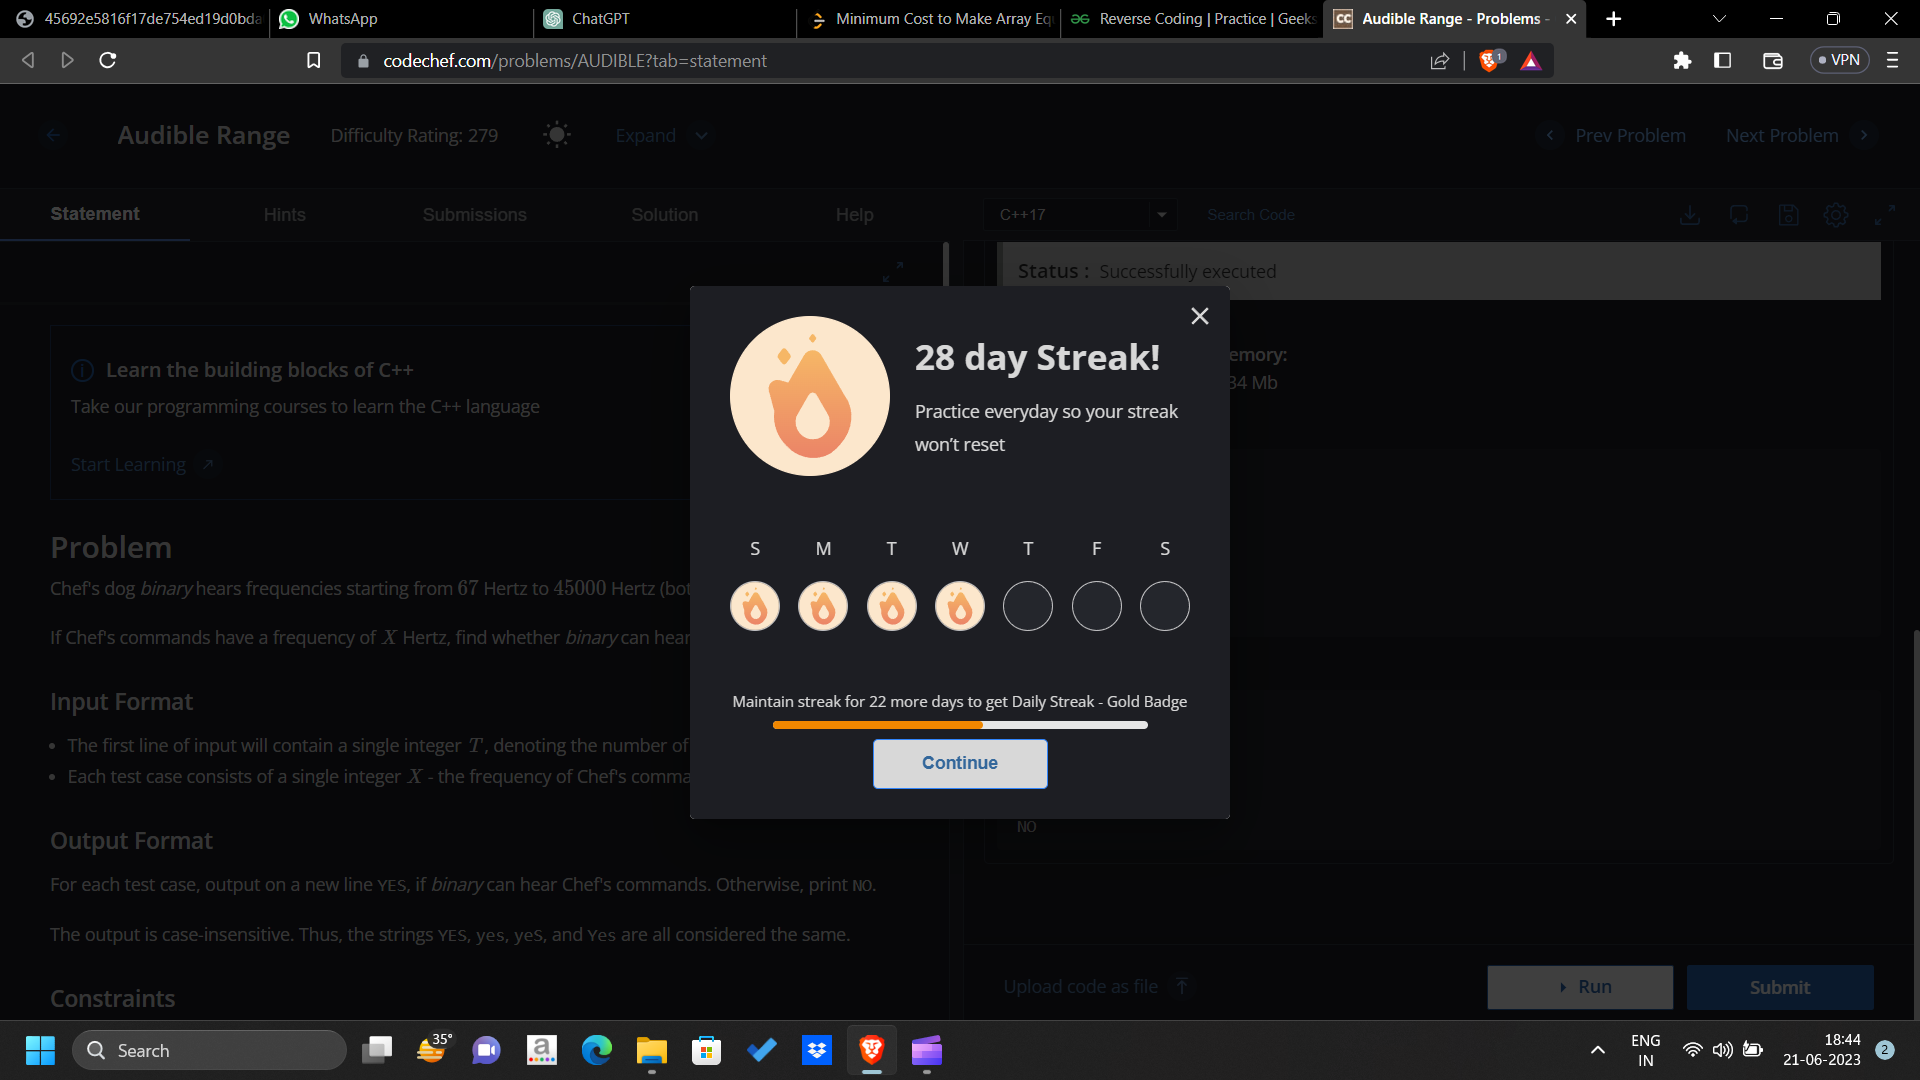 45692e5816f17de754ed19d0bda
WhatsApp
ChatGPT
Minimum Cost to Make Array Equ
Reverse Coding | Practice | Geeks
CC
Audible Range - Problems -
codechef.com/problems/AUDIBLE?tab=statement
1
VPN
Audible Range
Difficulty Rating: 279
Expand
Prev Problem
Next Problem
Statement
Hints
Submissions
Solution
Help
C++17
Search Code
Status : Successfully executed
Learn the building blocks of C++
Take our programming courses to learn the C++ language
Start Learning
emory:
34 Mb
28 day Streak!
Practice everyday so your streak
won't reset
S M T W T F S
Maintain streak for 22 more days to get Daily Streak - Gold Badge
Continue
Problem
Chef's dog binary hears frequencies starting from 67 Hertz to 45000 Hertz (bot
If Chef's commands have a frequency of X Hertz, find whether binary can hear
Input Format
• The first line of input will contain a single integer T, denoting the number of
• Each test case consists of a single integer X - the frequency of Chef's comma
Output Format
For each test case, output on a new line YES, if binary can hear Chef's commands. Otherwise, print NO.
The output is case-insensitive. Thus, the strings YES, yes, yeS, and Yes are all considered the same.
Constraints
NO
Upload code as file
Run
Submit
Search
35°
a
ENG
IN
18:44
21-06-2023
2